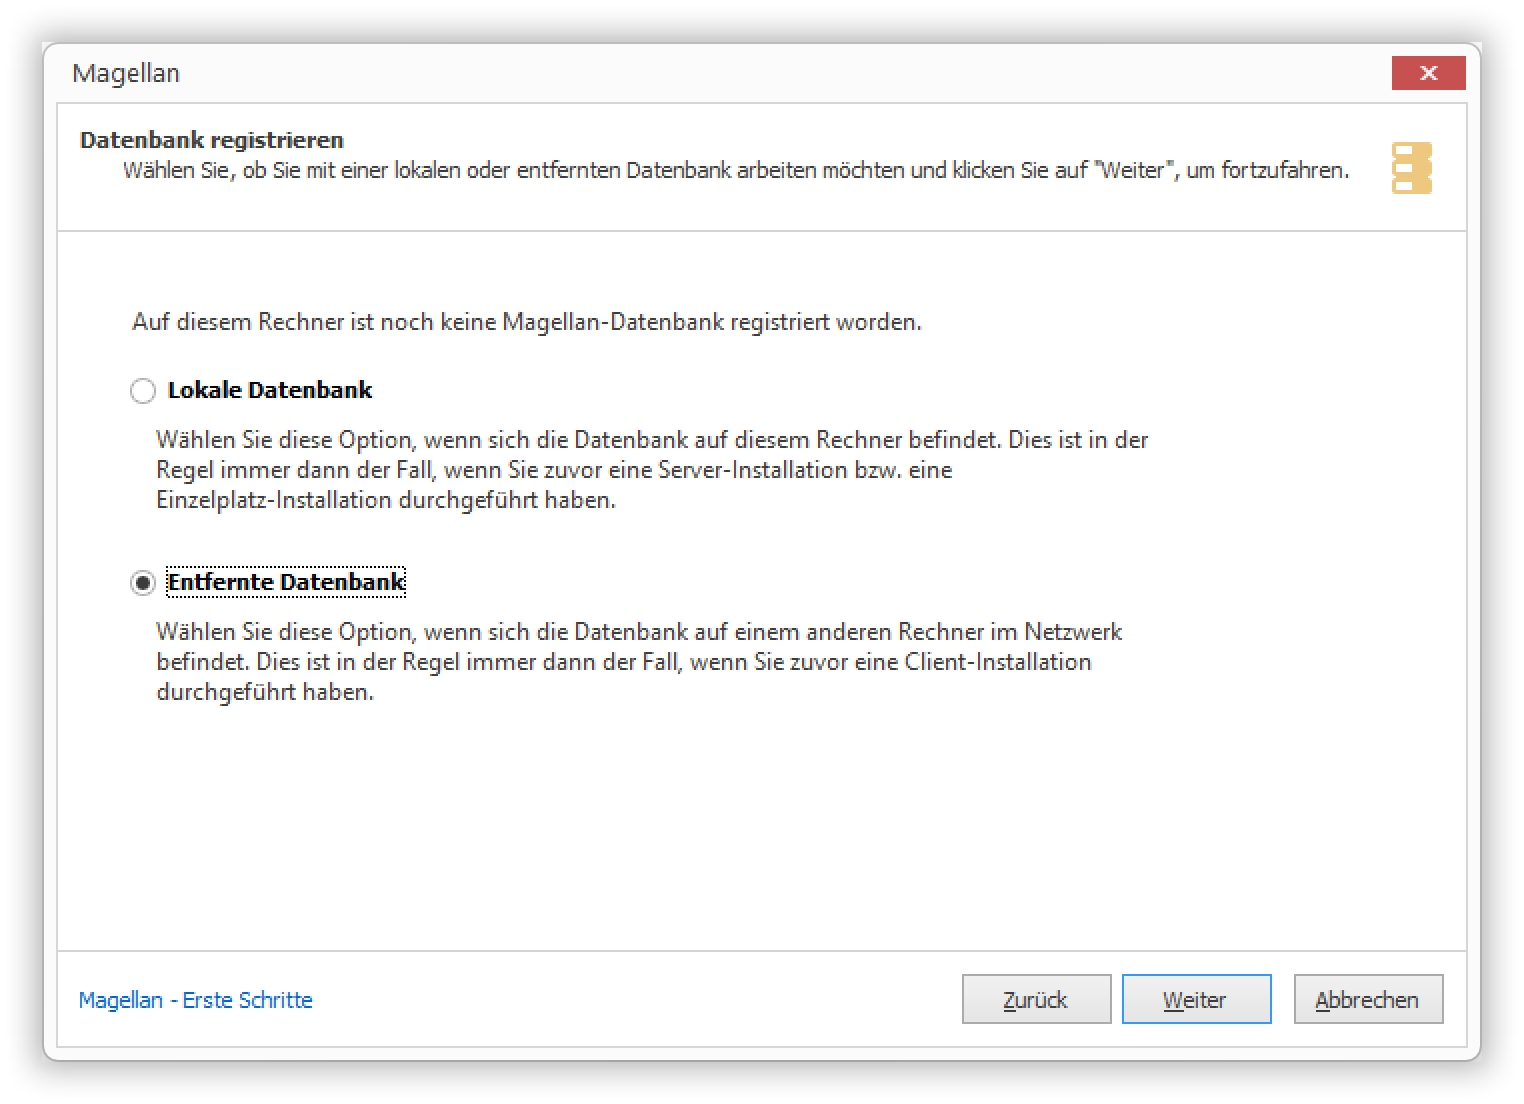 Magellan
Datenbank registrieren
Wählen Sie, ob Sie mit einer lokalen oder entfernten Datenbank arbeiten möchten und klicken Sie auf "Weiter", um fortzufahren.
Auf diesem Rechner ist noch keine Magellan-Datenbank registriert worden.
Lokale Datenbank
Wählen Sie diese Option, wenn sich die Datenbank auf diesem Rechner befindet. Dies ist in der
Regel immer dann der Fall, wenn Sie zuvor eine Server-Installation bzw. eine
Einzelplatz-Installation durchgeführt haben.
Entfernte Datenbank
Wählen Sie diese Option, wenn sich die Datenbank auf einem anderen Rechner im Netzwerk
befindet. Dies ist in der Regel immer dann der Fall, wenn Sie zuvor eine Client-Installation
durchgeführt haben.
Magellan - Erste Schritte
Zurück
Weiter
Abbrechen